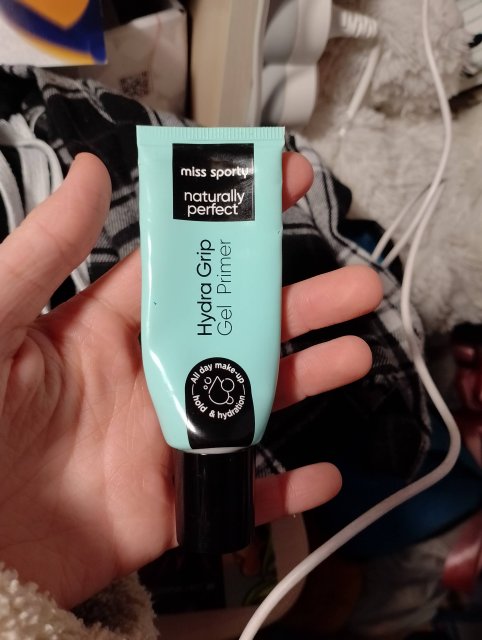 miss sporty
naturally
perfect
Hydra Grip
Gel Primer
All day make-up
hold & hydration